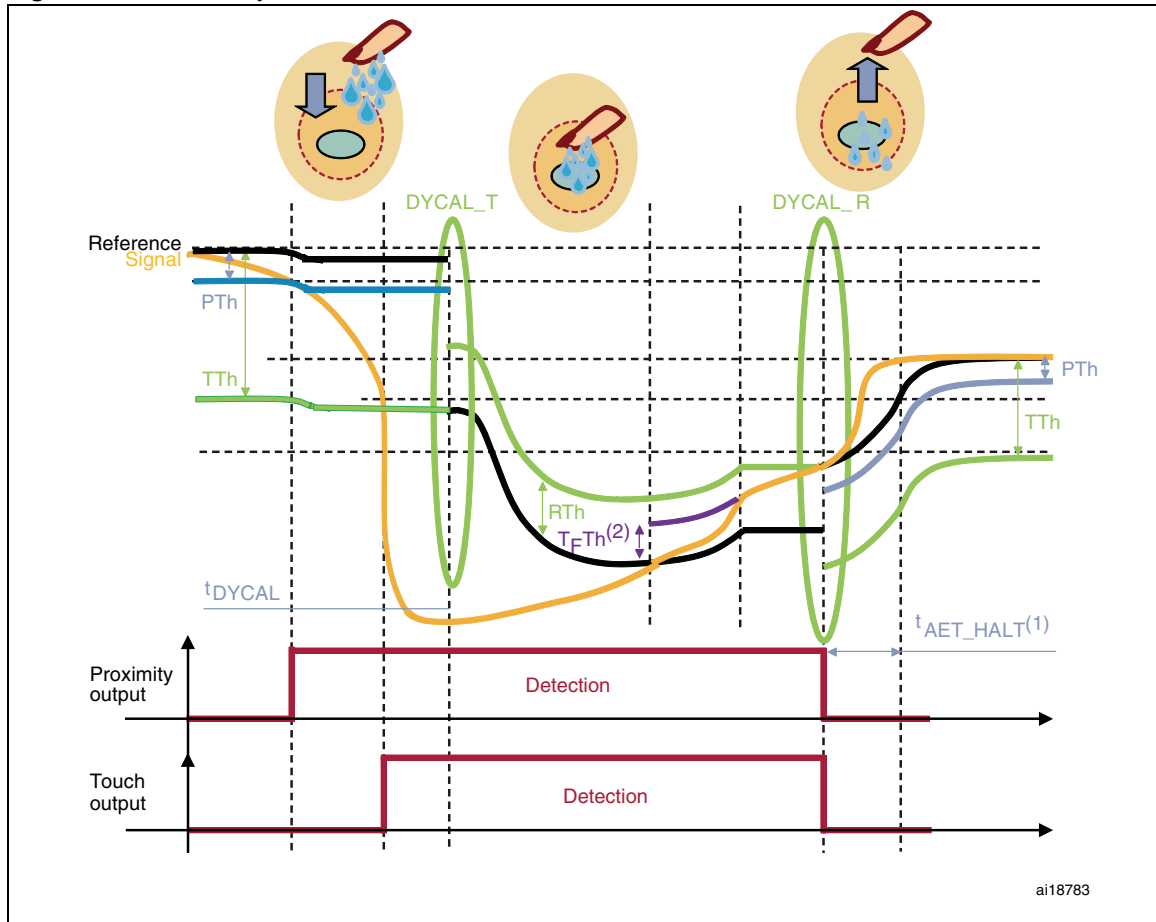 DYCAL_T
DYCAL_R
Reference
Signal
PTh
TTh
PTh
TTh
RTh
TFTh(2)
tDYCAL
tAET_HALT(1)
Proximity
output
Detection
Touch
output
Detection
ai18783